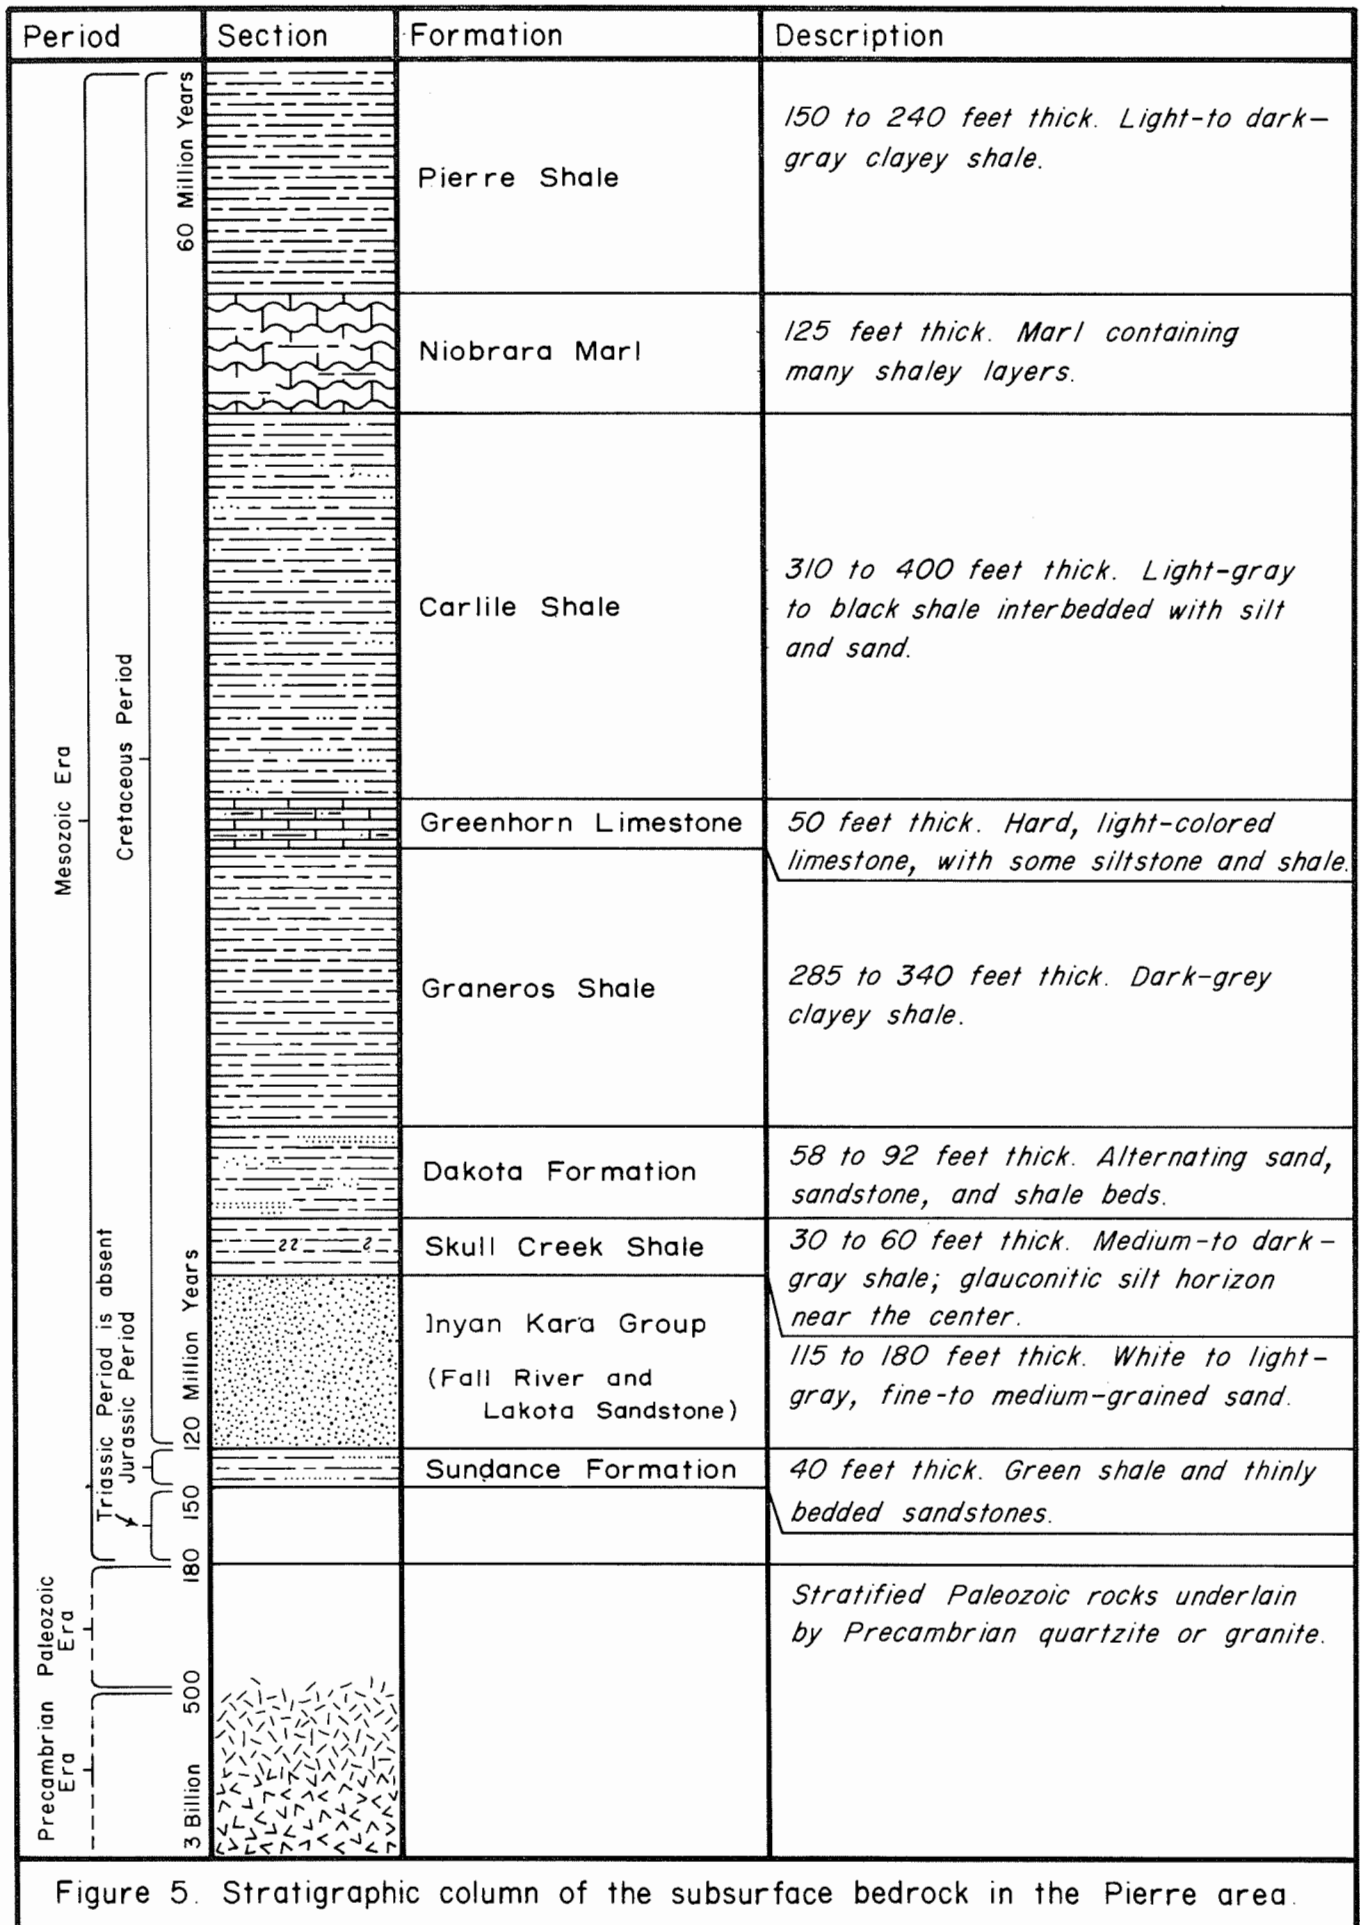 Period Section Formation Description
60 Million Years
Pierre Shale
150 to 240 feet thick. Light-to dark-
gray clayey shale.
Niobrara Marl
125 feet thick. Marl containing
many shaley layers.
Carlile Shale
310 to 400 feet thick. Light-gray
to black shale interbedded with silt
and sand.
Mesozoic Era
Cretaceous Period
Greenhorn Limestone
50 feet thick. Hard, light-colored
limestone, with some siltstone and shale.
Graneros Shale
285 to 340 feet thick. Dark-grey
clayey shale.
Dakota Formation
58 to 92 feet thick. Alternating sand,
sandstone, and shale beds.
Skull Creek Shale
30 to 60 feet thick. Medium-to dark-
gray shale; glauconitic silt horizon
near the center.
Inyan Kara Group
(Fall River and
Lakota Sandstone)
115 to 180 feet thick. White to light-
gray, fine-to medium-grained sand.
120 Million Years
Triassic Period is absent
Jurassic Period
Sundance Formation
40 feet thick. Green shale and thinly
bedded sandstones.
150
180
Paleozoic
Era
Stratified Paleozoic rocks underlain
by Precambrian quartzite or granite.
500
Precambrian
Era
3 Billion
Figure 5. Stratigraphic column of the subsurface bedrock in the Pierre area.